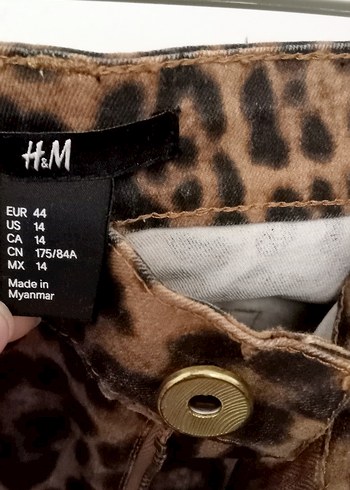 H&M
EUR 44
US 14
CA 14
CN 175/84A
MX 14
Made in
Myanmar